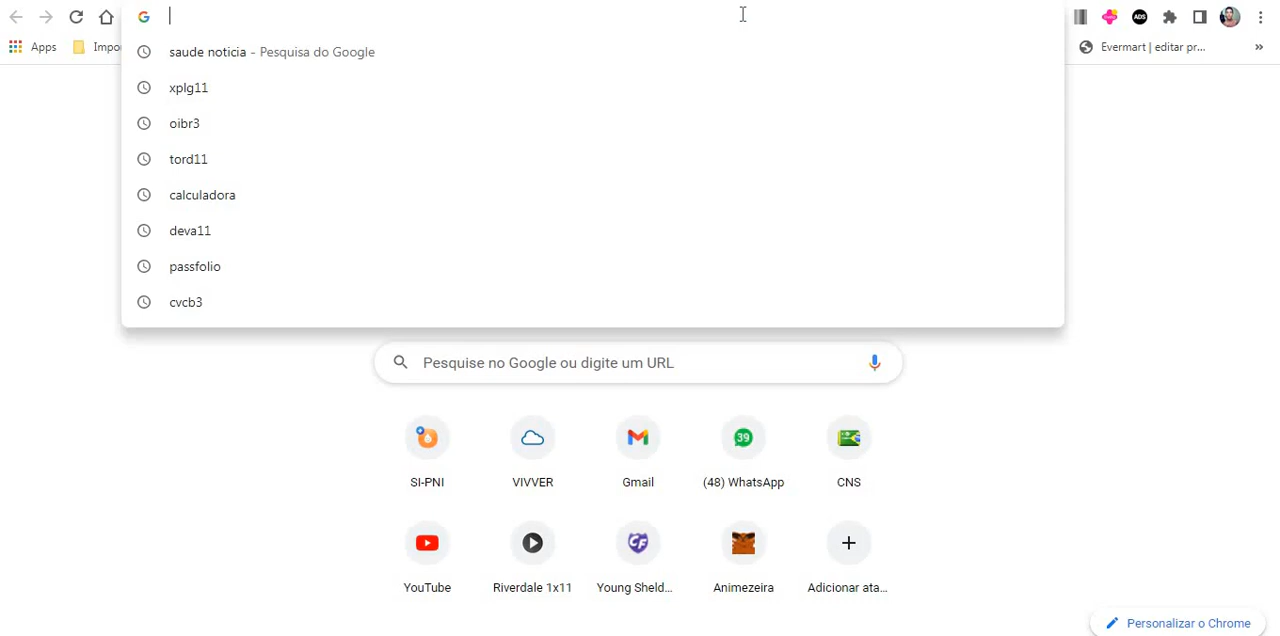 saude noticia - Pesquisa do Google
ADS
Apps
Impo
Evermart | editar pr...
»
xplg11
oibr3
tord11
calculadora
deva11
passfolio
cvcb3
Pesquise no Google ou digite um URL
39
SI-PNI
VIVVER
Gmail
(48) WhatsApp
CNS
CF
YouTube
Riverdale 1x11
Young Sheld...
Animezeira
Adicionar ata...
Personalizar o Chrome